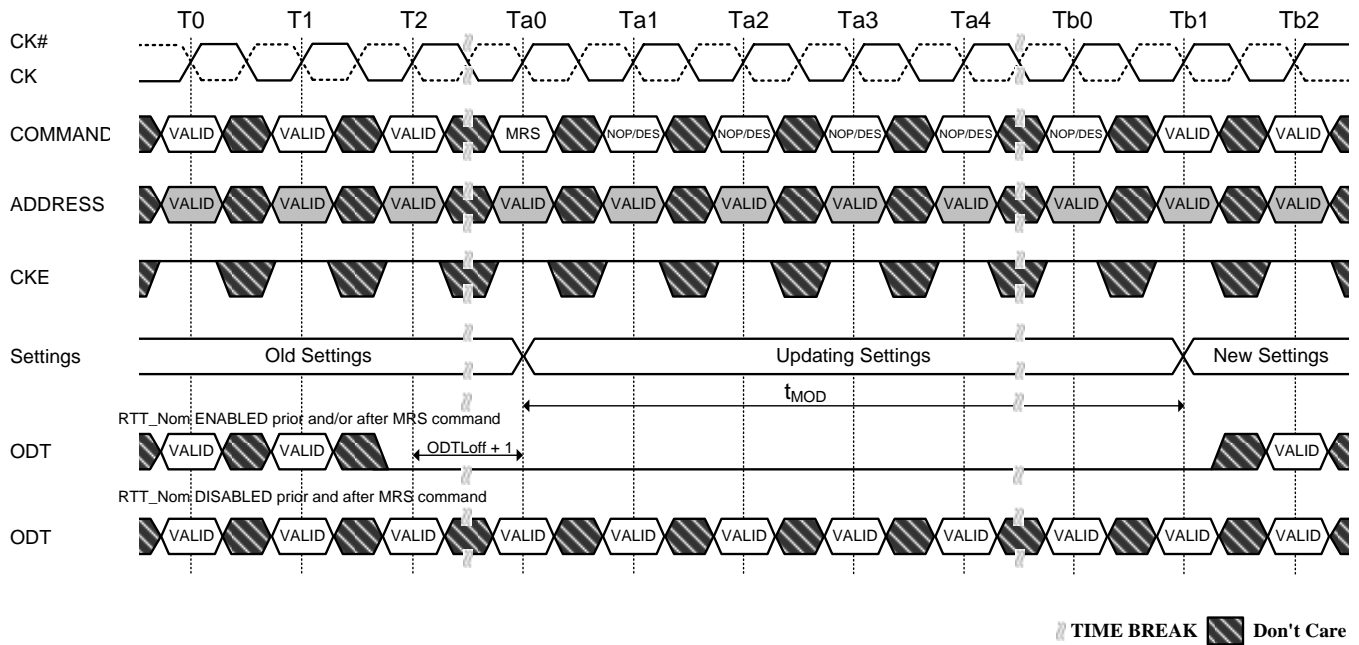 T0 T1 T2 Ta0 Ta1 Ta2 Ta3 Ta4 Tb0 Tb1 Tb2
CK#
CK
COMMAND VALID VALID VALID MRS NOP/DES NOP/DES NOP/DES NOP/DES NOP/DES VALID VALID
ADDRESS VALID VALID VALID VALID VALID VALID VALID VALID VALID VALID VALID
CKE
Settings Old Settings Updating Settings New Settings
tMOD
RTT_Nom ENABLED prior and/or after MRS command
ODT VALID VALID ODTLoff + 1 VALID
RTT_Nom DISABLED prior and after MRS command
ODT VALID VALID VALID VALID VALID VALID VALID VALID VALID VALID VALID
TIME BREAK Don't Care